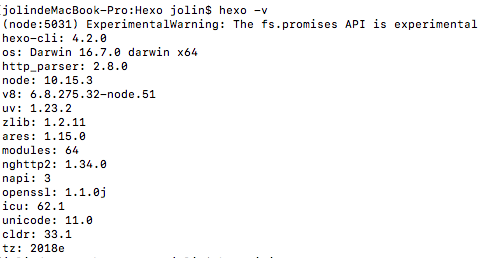 [jolindeMacBook-Pro:Hexo jolin$ hexo -v
(node:5031) ExperimentalWarning: The fs.promises API is experimental
hexo-cli: 4.2.0
os: Darwin 16.7.0 darwin x64
http_parser: 2.8.0
node: 10.15.3
v8: 6.8.275.32-node.51
uv: 1.23.2
zlib: 1.2.11
ares: 1.15.0
modules: 64
nghttp2: 1.34.0
napi: 3
openssl: 1.1.0j
icu: 62.1
unicode: 11.0
cldr: 33.1
tz: 2018e